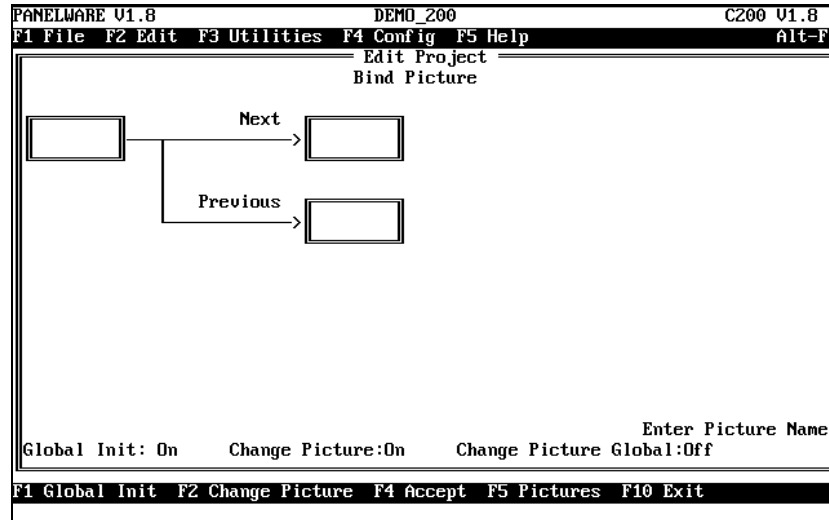 PANELWARE V1.8 DEMO_200 C200 V1.8
F1 File F2 Edit F3 Utilities F4 Config F5 Help Alt-F
Edit Project
Bind Picture
Next
Previous
Enter Picture Name
Global Init: On Change Picture:On Change Picture Global:Off
F1 Global Init F2 Change Picture F4 Accept F5 Pictures F10 Exit